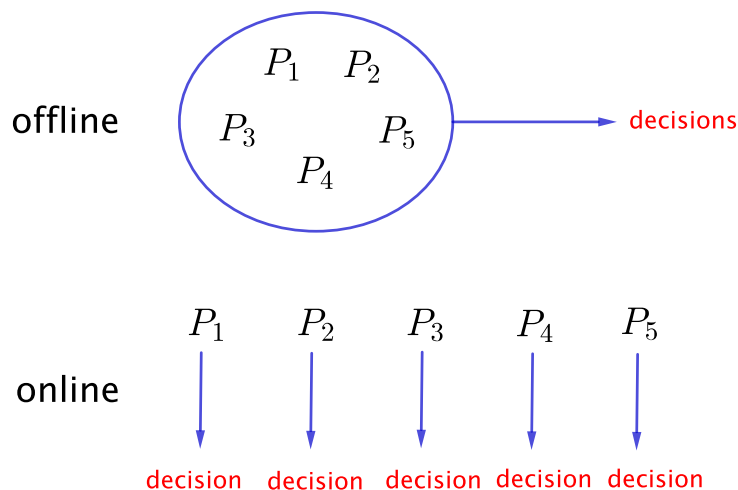 P₁ P₂
offline
decisions
P₃ P₅
P₄
P₁ P₂ P₃ P₄ P₅
online
decision decision decision decision decision